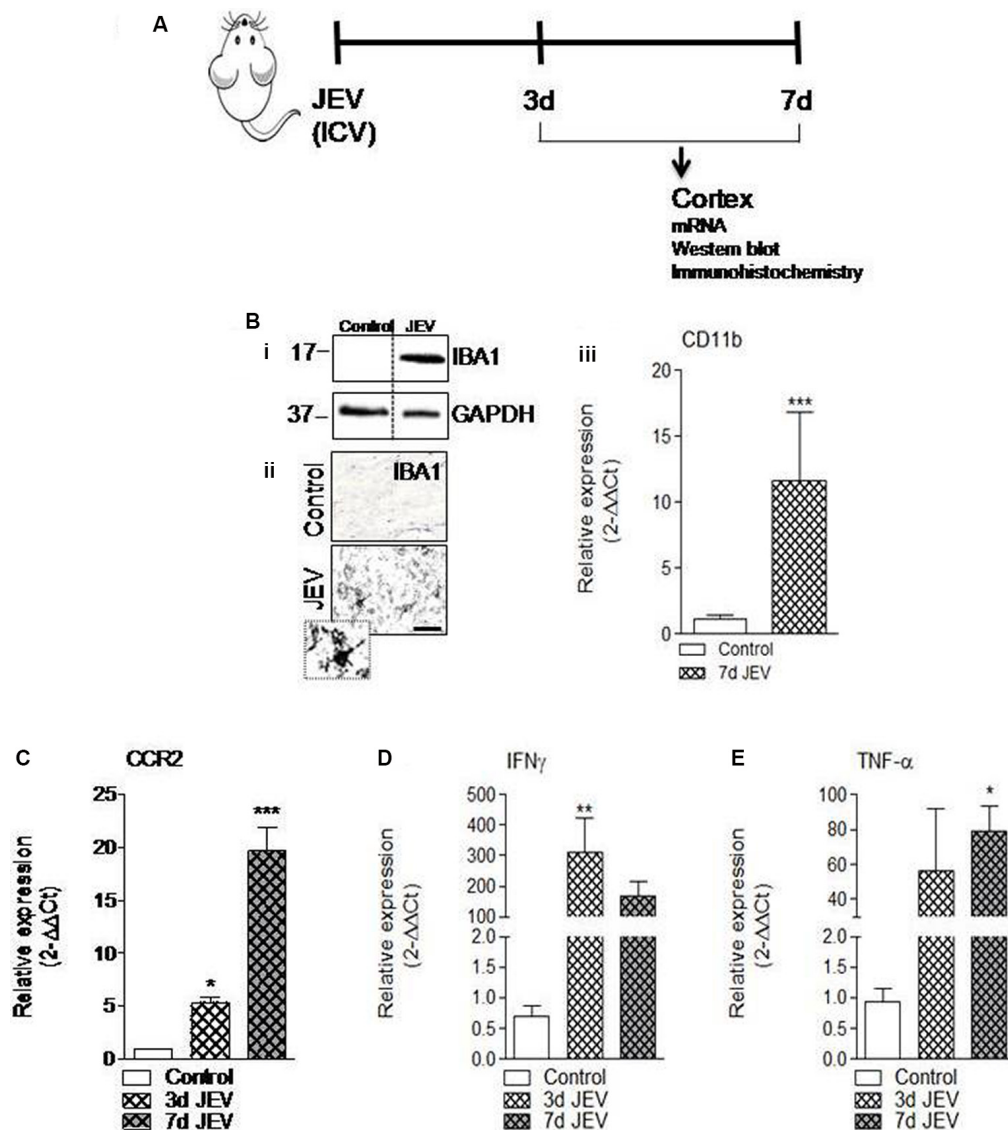 A
JEV
(ICV)
3d
7d
Cortex
mRNA
Western blot
Immunohistochemistry
B
Control JEV
i
17
IBA1
37
GAPDH
ii
Control
IBA1
JEV
iii
CD11b
Relative expression
(2-ΔΔCt)
20
15
10
5
0
***
Control
7d JEV
C
CCR2
Relative expression
(2-ΔΔCt)
25
20
15
10
5
0
*
***
Control
3d JEV
7d JEV
D
IFNγ
Relative expression
(2-ΔΔCt)
500
400
300
200
100
2.0
1.5
1.0
0.5
0.0
**
Control
3d JEV
7d JEV
E
TNF-α
Relative expression
(2-ΔΔCt)
100
80
60
40
2.0
1.5
1.0
0.5
0.0
*
Control
3d JEV
7d JEV